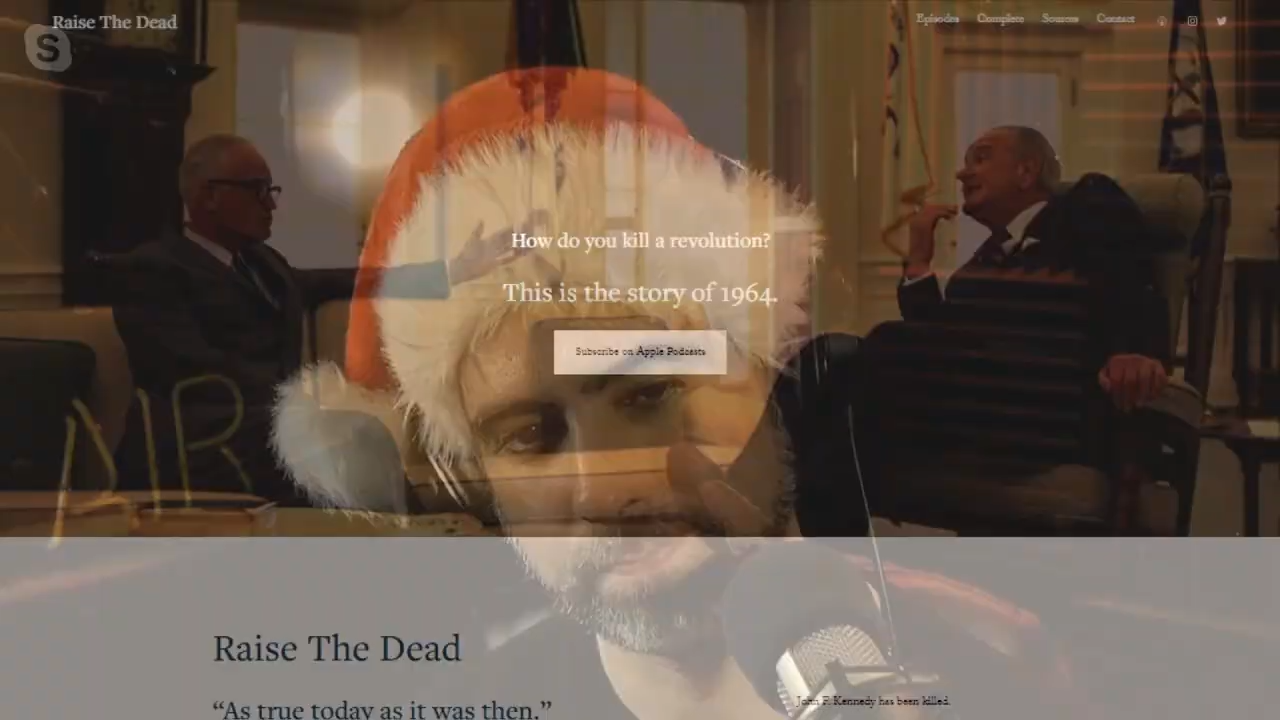 Raise The Dead
Episodes Complete Sources Contact
S
How do you kill a revolution?
This is the story of 1964.
Subscribe on Apple Podcasts
Raise The Dead
“As true today as it was then.”
John F. Kennedy has been killed.